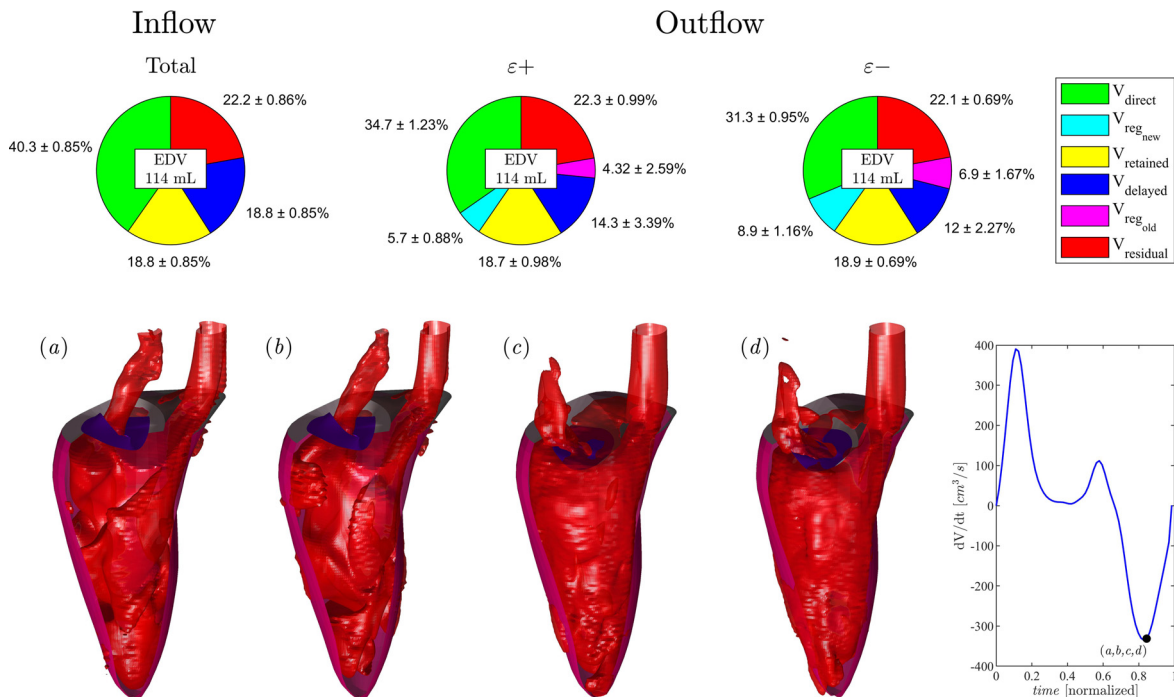 Inflow
Outflow
Total
ε+
ε−
22.2 ± 0.86%
40.3 ± 0.85%
EDV
114 mL
18.8 ± 0.85%
18.8 ± 0.85%
22.3 ± 0.99%
34.7 ± 1.23%
EDV
114 mL
4.32 ± 2.59%
14.3 ± 3.39%
5.7 ± 0.88%
18.7 ± 0.98%
22.1 ± 0.69%
31.3 ± 0.95%
EDV
114 mL
6.9 ± 1.67%
12 ± 2.27%
8.9 ± 1.16%
18.9 ± 0.69%
V_direct
V_reg_new
V_retained
V_delayed
V_reg_old
V_residual
(a)
(b)
(c)
(d)
400
300
200
100
0
-100
-200
-300
-400
dV/dt [cm³/s]
(a,b,c,d)
0 0.2 0.4 0.6 0.8 1
time [normalized]